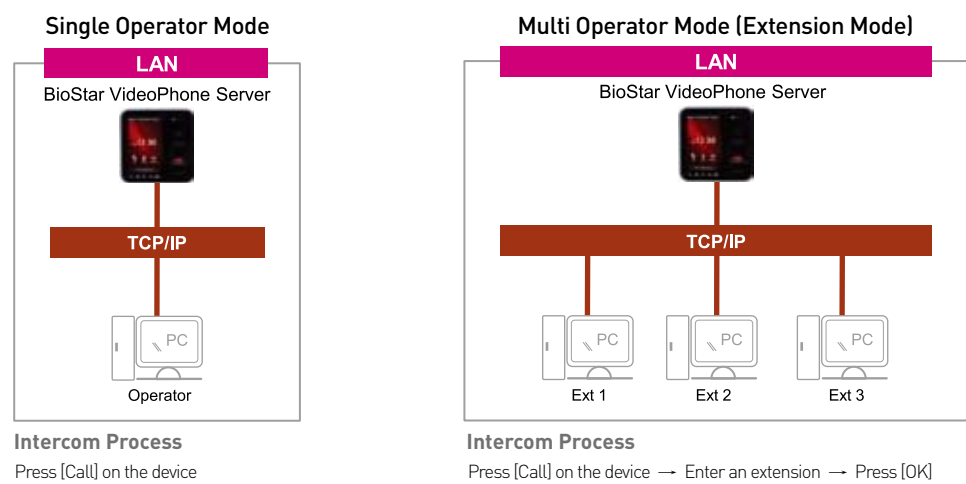 Single Operator Mode
LAN
BioStar VideoPhone Server
TCP/IP
PC
Operator
Intercom Process
Press [Call] on the device
Multi Operator Mode (Extension Mode)
LAN
BioStar VideoPhone Server
TCP/IP
PC PC PC
Ext 1 Ext 2 Ext 3
Intercom Process
Press [Call] on the device → Enter an extension → Press [OK]